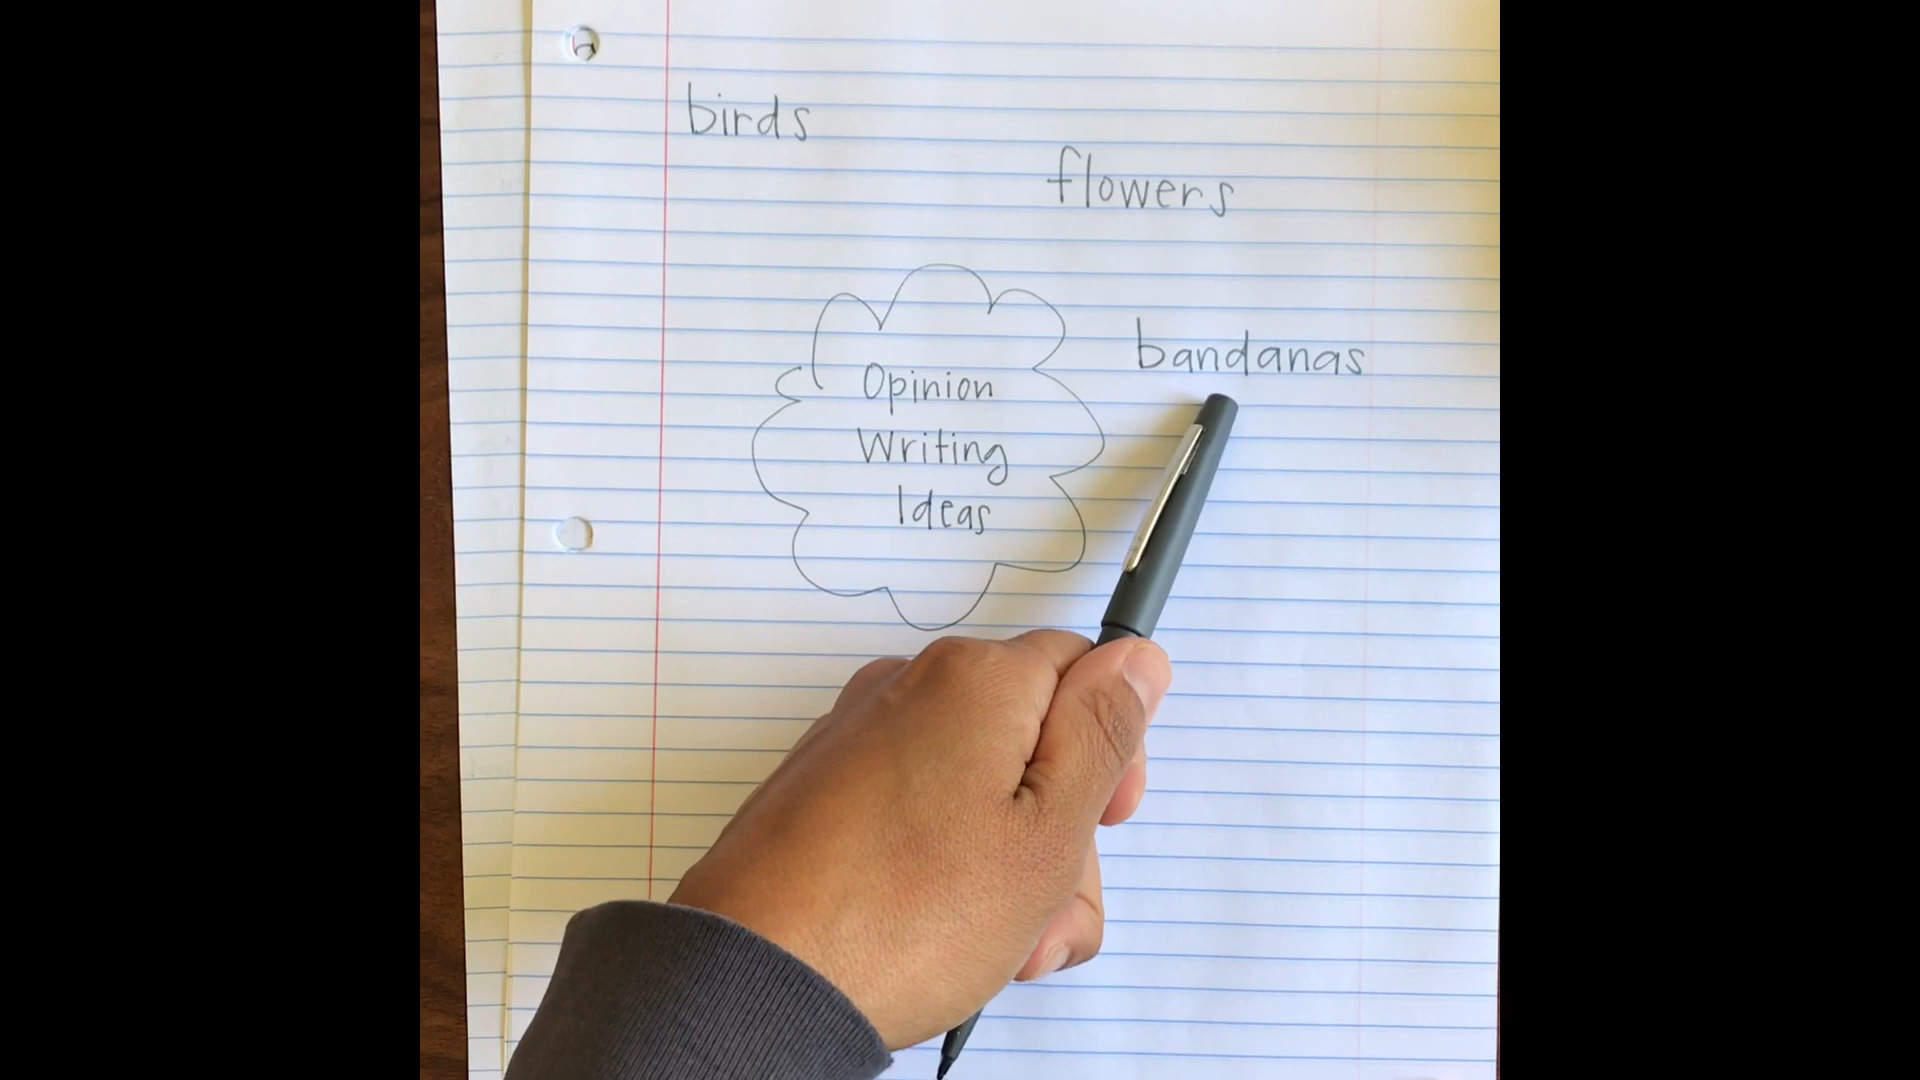 birds
flowers
bandanas
Opinion
Writing
Ideas